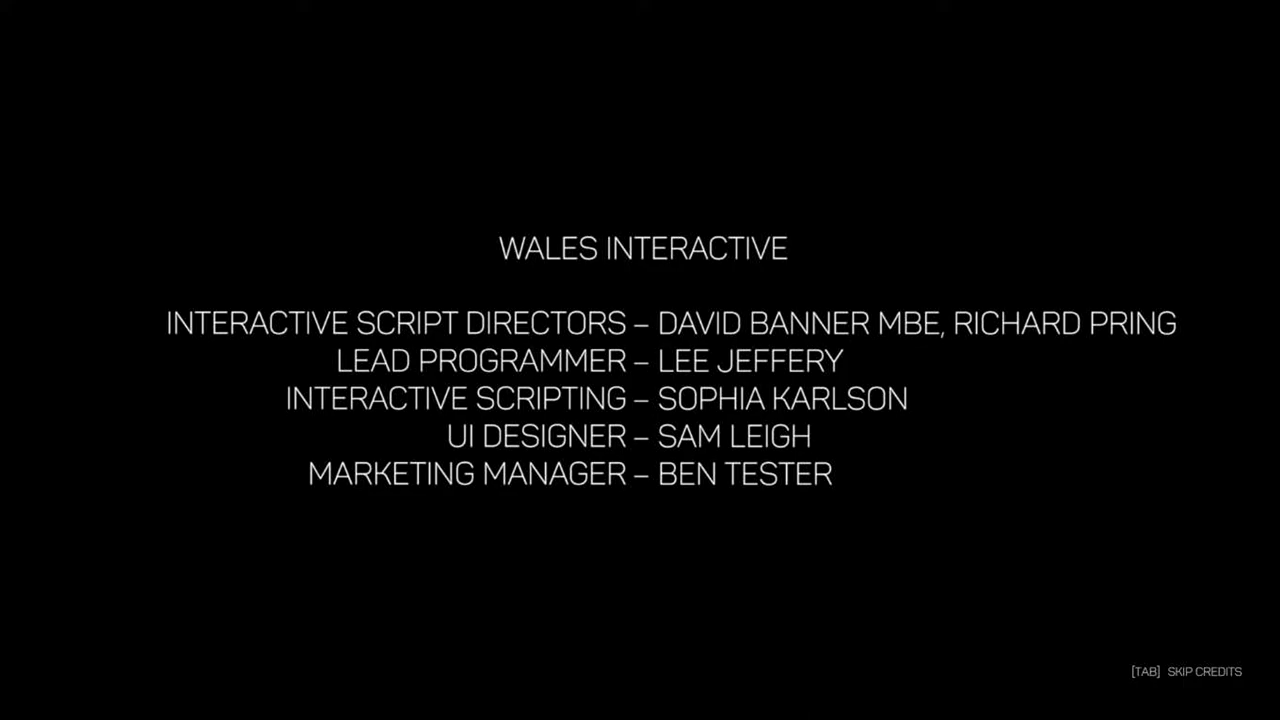 WALES INTERACTIVE
INTERACTIVE SCRIPT DIRECTORS – DAVID BANNER MBE, RICHARD PRING
LEAD PROGRAMMER – LEE JEFFERY
INTERACTIVE SCRIPTING – SOPHIA KARLSON
UI DESIGNER – SAM LEIGH
MARKETING MANAGER – BEN TESTER
[TAB] SKIP CREDITS